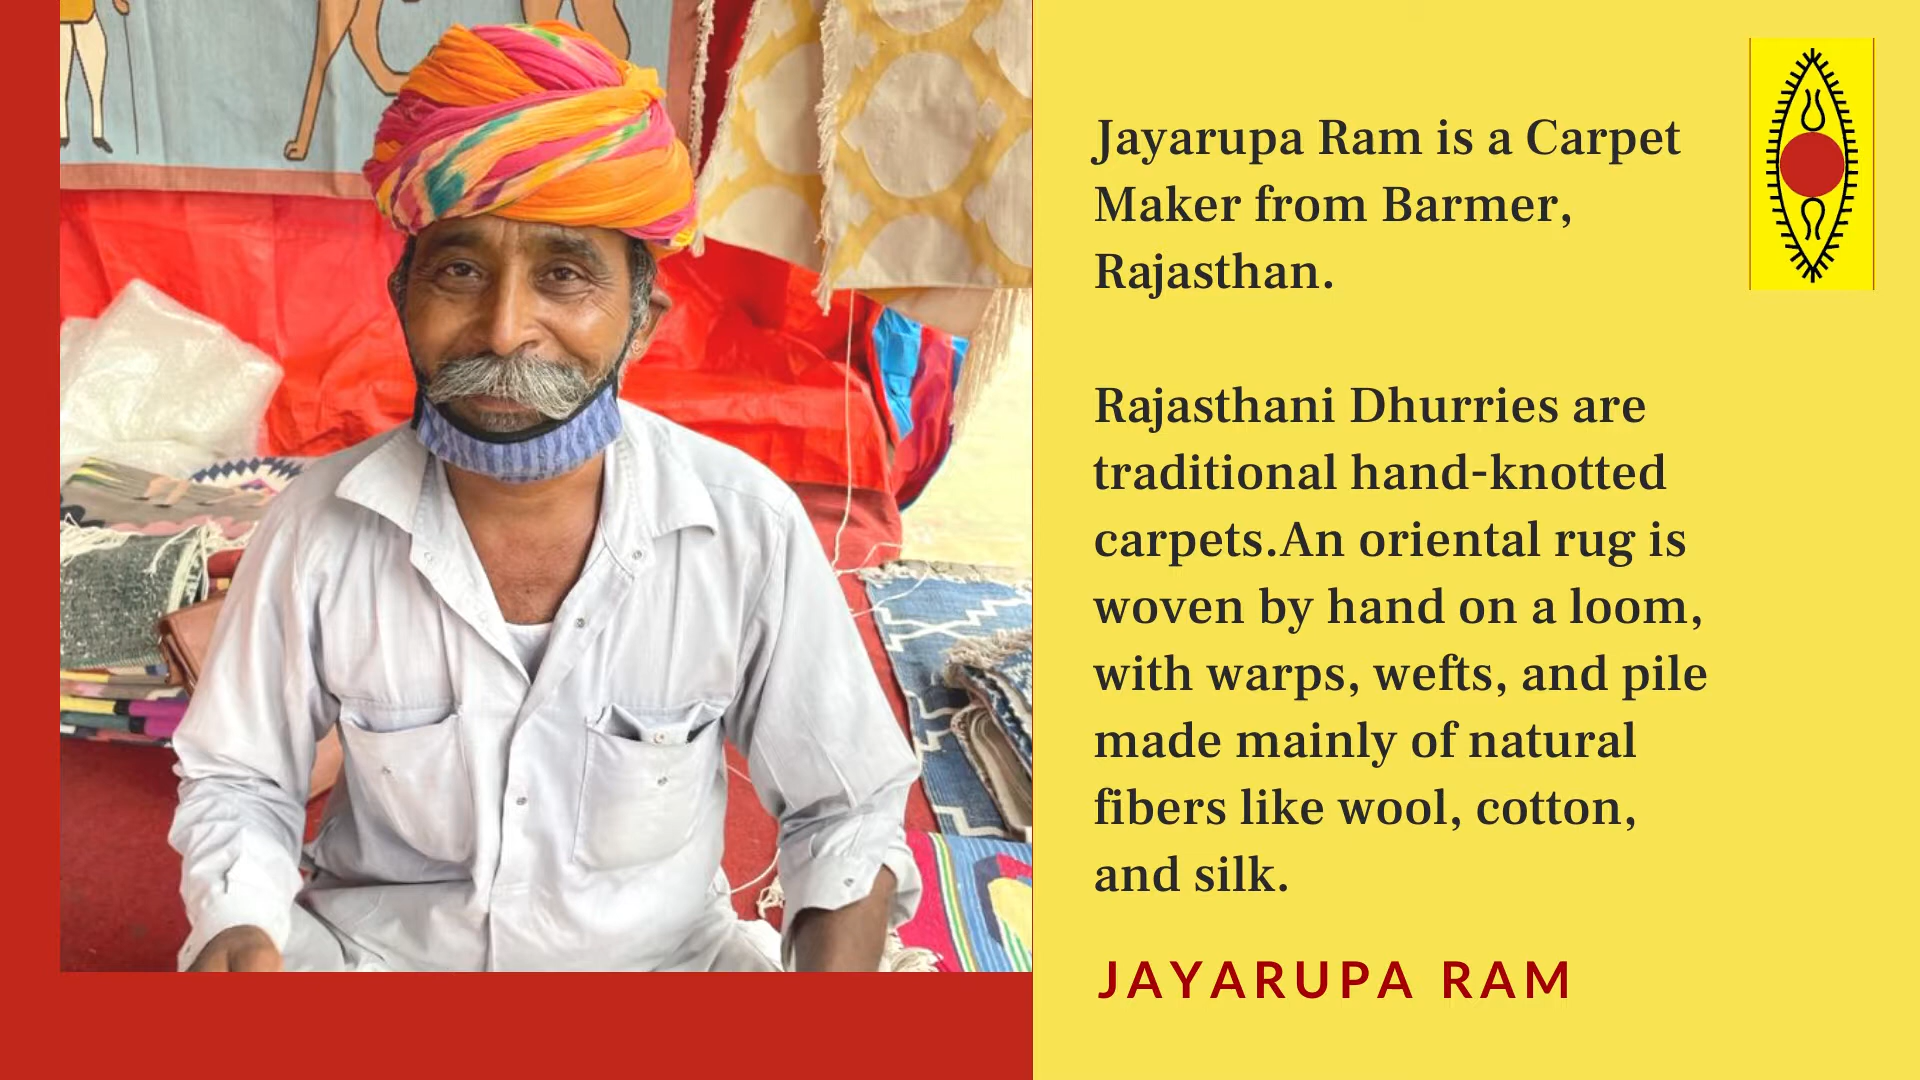 Jayarupa Ram is a Carpet
Maker from Barmer,
Rajasthan.
Rajasthani Dhurries are
traditional hand-knotted
carpets.An oriental rug is
woven by hand on a loom,
with warps, wefts, and pile
made mainly of natural
fibers like wool, cotton,
and silk.
JAYARUPA RAM